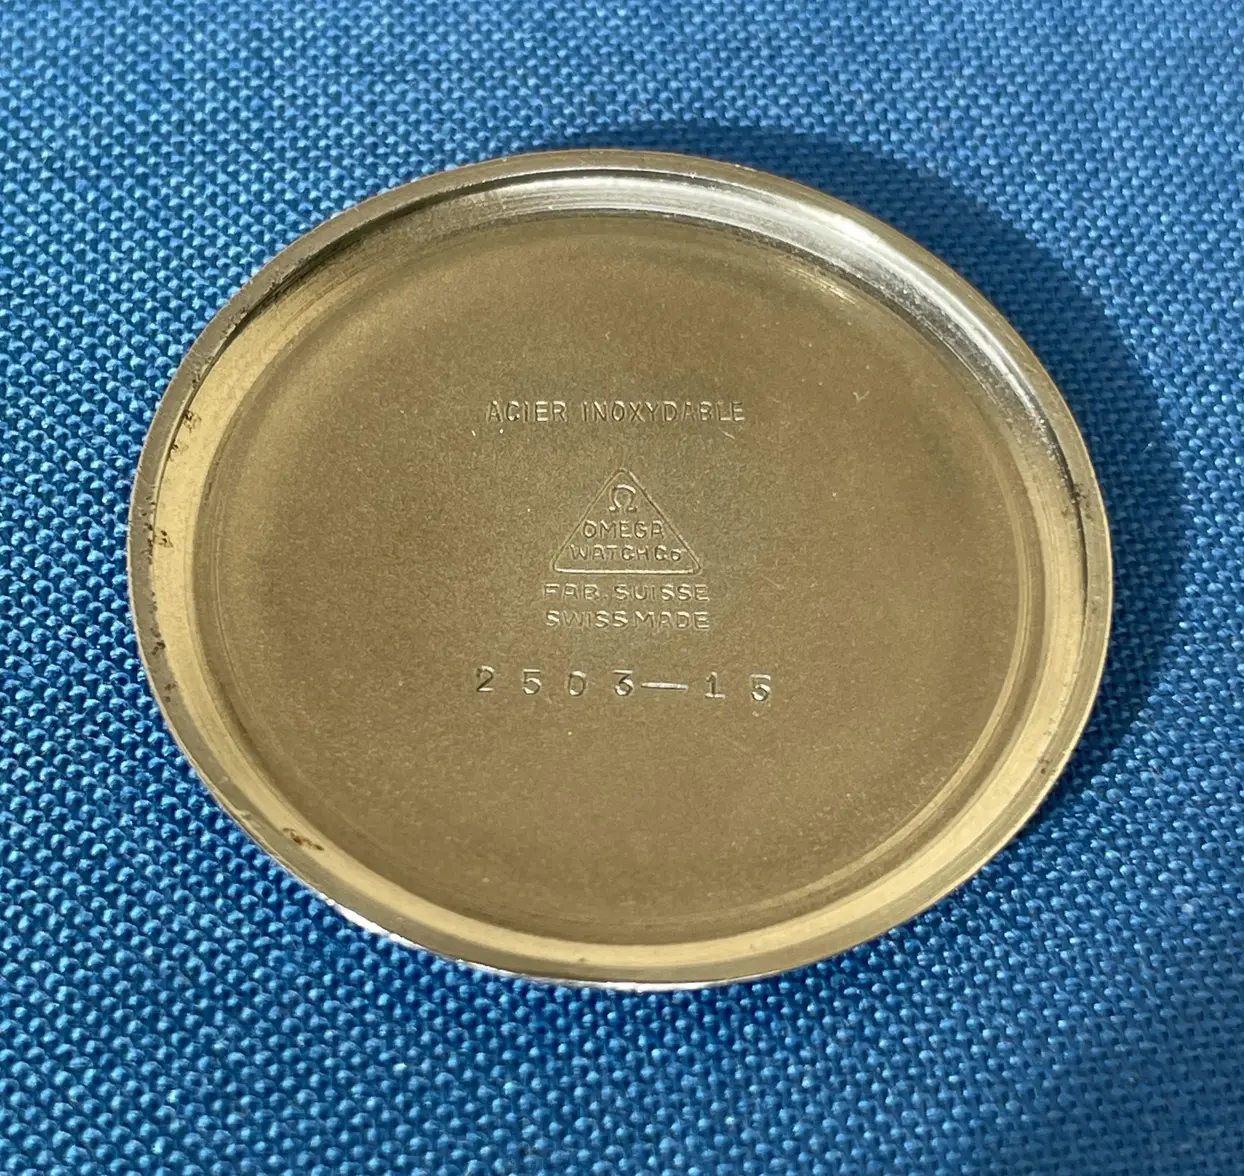 ACIER INOXYDABLE
Ω
OMEGA
WATCH Co
FAB. SUISSE
SWISS MADE
2503—15